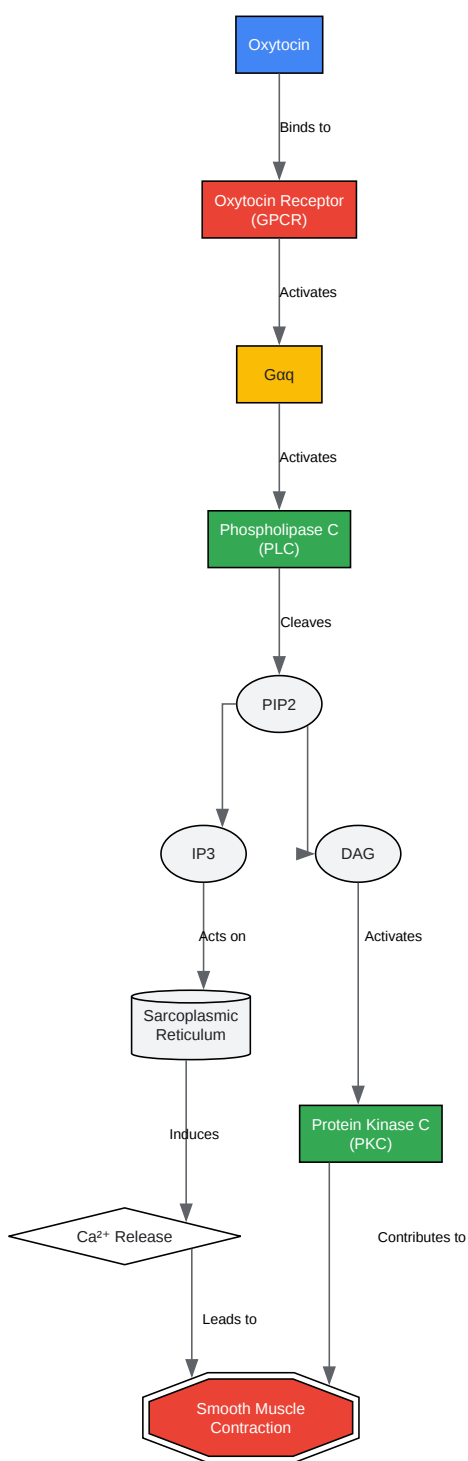 Oxytocin
Binds to
Oxytocin Receptor
(GPCR)
Activates
Gαq
Activates
Phospholipase C
(PLC)
Cleaves
PIP2
IP3
DAG
Acts on
Activates
Sarcoplasmic
Reticulum
Induces
Protein Kinase C
(PKC)
Ca²⁺ Release
Contributes to
Leads to
Smooth Muscle
Contraction